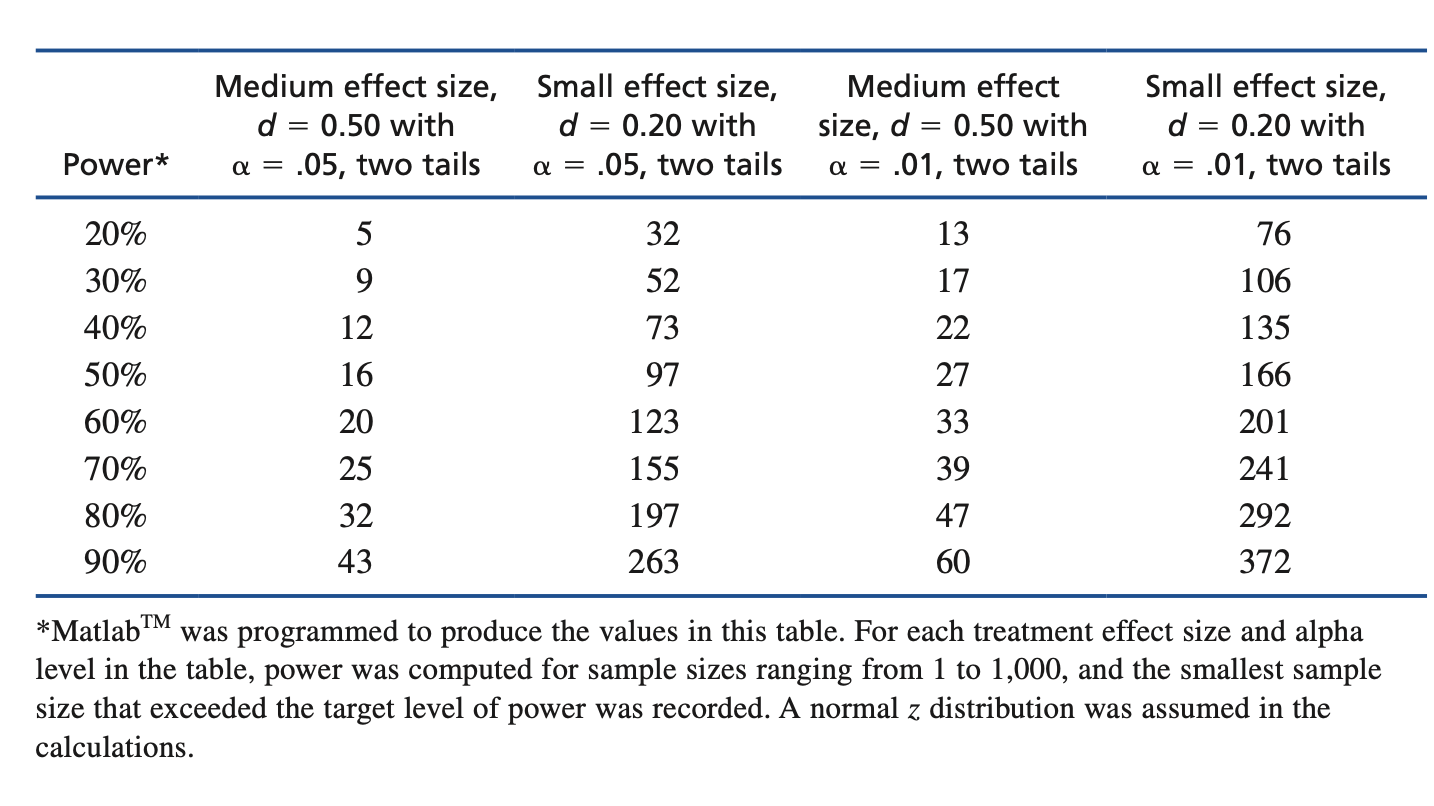 Power* Medium effect size, d = 0.50 with α = .05, two tails Small effect size, d = 0.20 with α = .05, two tails Medium effect size, d = 0.50 with α = .01, two tails Small effect size, d = 0.20 with α = .01, two tails
20% 5 32 13 76
30% 9 52 17 106
40% 12 73 22 135
50% 16 97 27 166
60% 20 123 33 201
70% 25 155 39 241
80% 32 197 47 292
90% 43 263 60 372
*Matlab™ was programmed to produce the values in this table. For each treatment effect size and alpha
level in the table, power was computed for sample sizes ranging from 1 to 1,000, and the smallest sample
size that exceeded the target level of power was recorded. A normal z distribution was assumed in the
calculations.